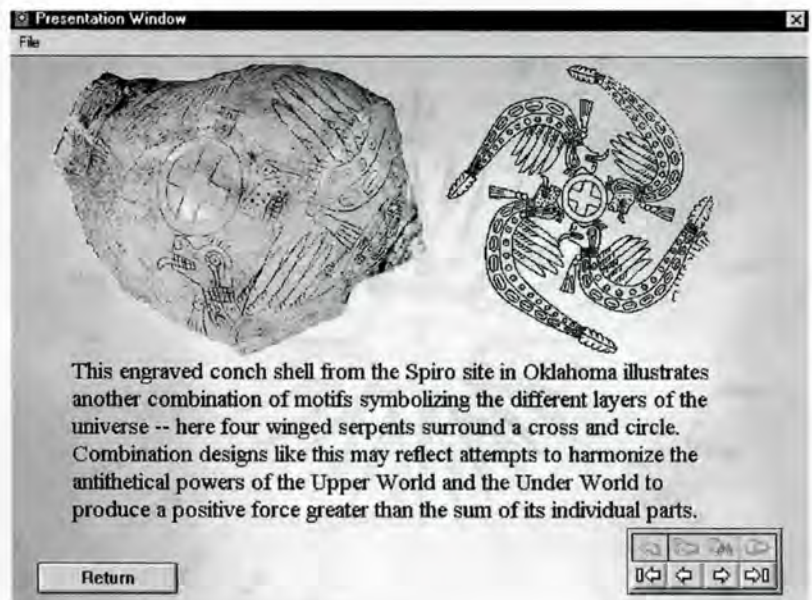 Presentation Window
File
This engraved conch shell from the Spiro site in Oklahoma illustrates
another combination of motifs symbolizing the different layers of the
universe -- here four winged serpents surround a cross and circle.
Combination designs like this may reflect attempts to harmonize the
antithetical powers of the Upper World and the Under World to
produce a positive force greater than the sum of its individual parts.
Return